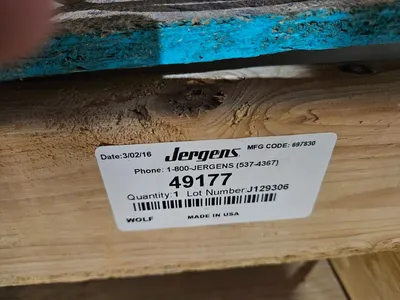 Date:3/02/16 Jergens MFG CODE: 697830
Phone: 1-800-JERGENS (537-4367)
49177
Quantity:1 Lot Number:J129306
WOLF MADE IN USA